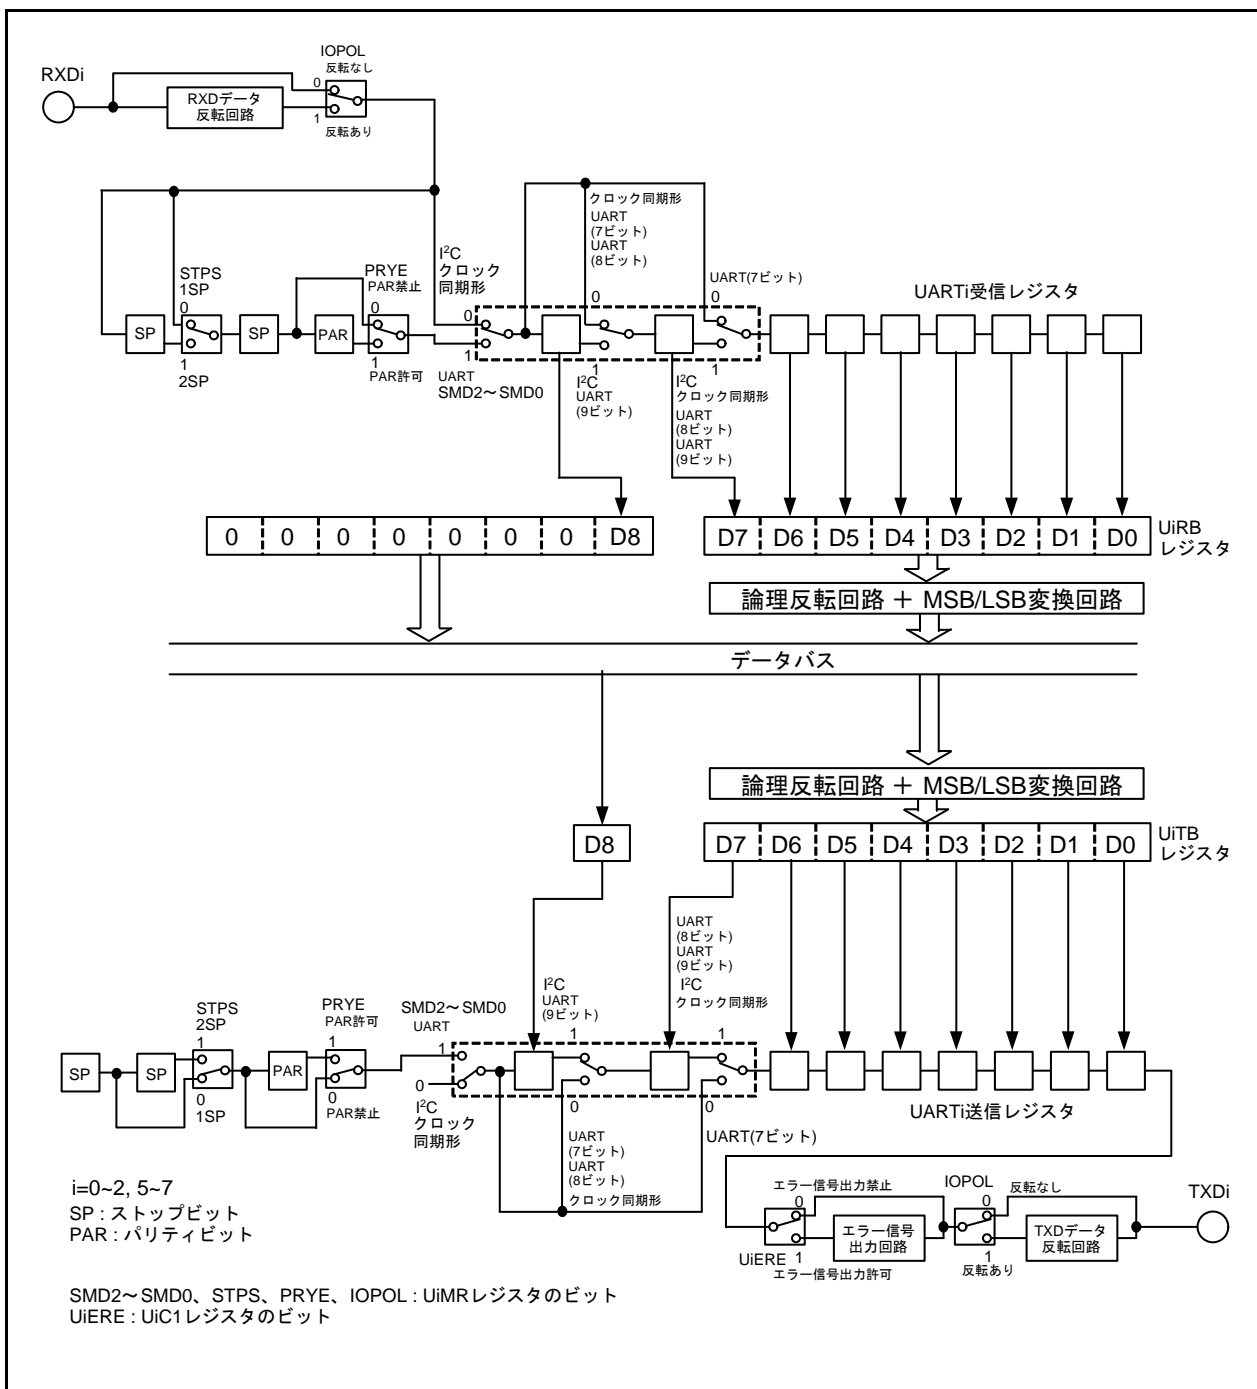 IOPOL
反転なし
RXDi
0
RXDデータ
反転回路
1
反転あり
クロック同期形
UART
(7ビット)
UART
(8ビット)
I²C
クロック
同期形
STPS
1SP
0
PRYE
PAR禁止
0
UART(7ビット)
0
0
0
UARTi受信レジスタ
SP
SP
PAR
1
2SP
1
PAR許可
1
UART
SMD2～SMD0
1
I²C
UART
(9ビット)
1
I²C
クロック同期形
UART
(8ビット)
UART
(9ビット)
0 0 0 0 0 0 0 D8
D7 D6 D5 D4 D3 D2 D1 D0
UiRB
レジスタ
論理反転回路 ＋ MSB/LSB変換回路
データバス
論理反転回路 ＋ MSB/LSB変換回路
D8
D7 D6 D5 D4 D3 D2 D1 D0
UiTB
レジスタ
UART
(8ビット)
UART
(9ビット)
I²C
クロック同期形
I²C
UART
(9ビット)
STPS
2SP
1
PRYE
PAR許可
1
SMD2～SMD0
UART
1
1
1
SP
SP
PAR
0
1SP
0
PAR禁止
0
I²C
クロック
同期形
0
UART
(7ビット)
UART
(8ビット)
クロック同期形
0
UART(7ビット)
UARTi送信レジスタ
i=0~2, 5~7
SP : ストップビット
PAR : パリティビット
エラー信号出力禁止
0
IOPOL
0
反転なし
TXDi
エラー信号
出力回路
TXDデータ
反転回路
UiERE
1
エラー信号出力許可
1
反転あり
SMD2～SMD0、STPS、PRYE、IOPOL : UiMRレジスタのビット
UiERE : UiC1レジスタのビット